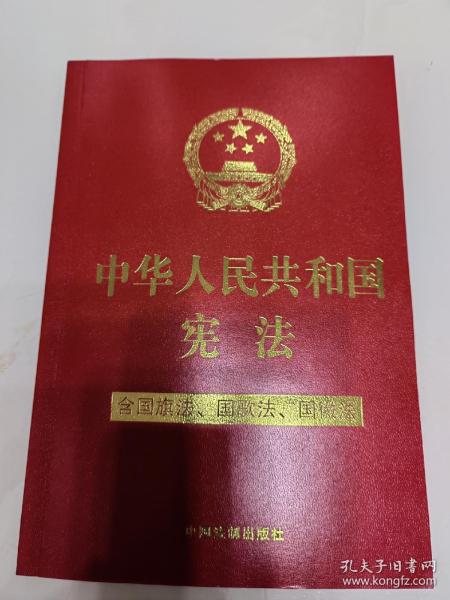 中华人民共和国
宪法
含国旗法、国歌法、国徽法
中国法制出版社
孔夫子旧书网
www.kongfz.com